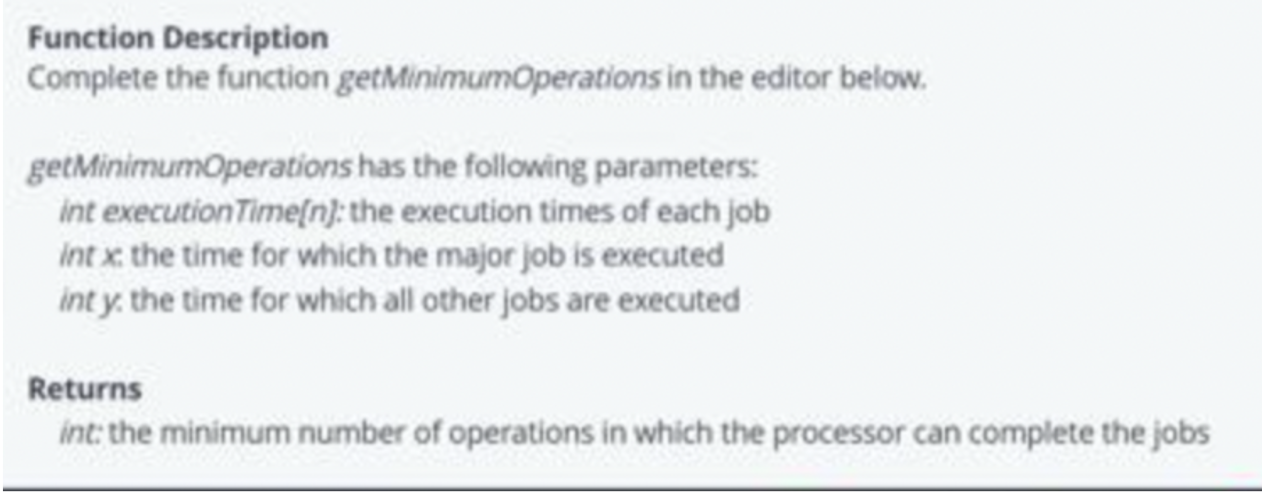 Function Description
Complete the function getMinimumOperations in the editor below.
getMinimumOperations has the following parameters:
int executionTime[n]: the execution times of each job
int x: the time for which the major job is executed
int y: the time for which all other jobs are executed
Returns
int: the minimum number of operations in which the processor can complete the jobs